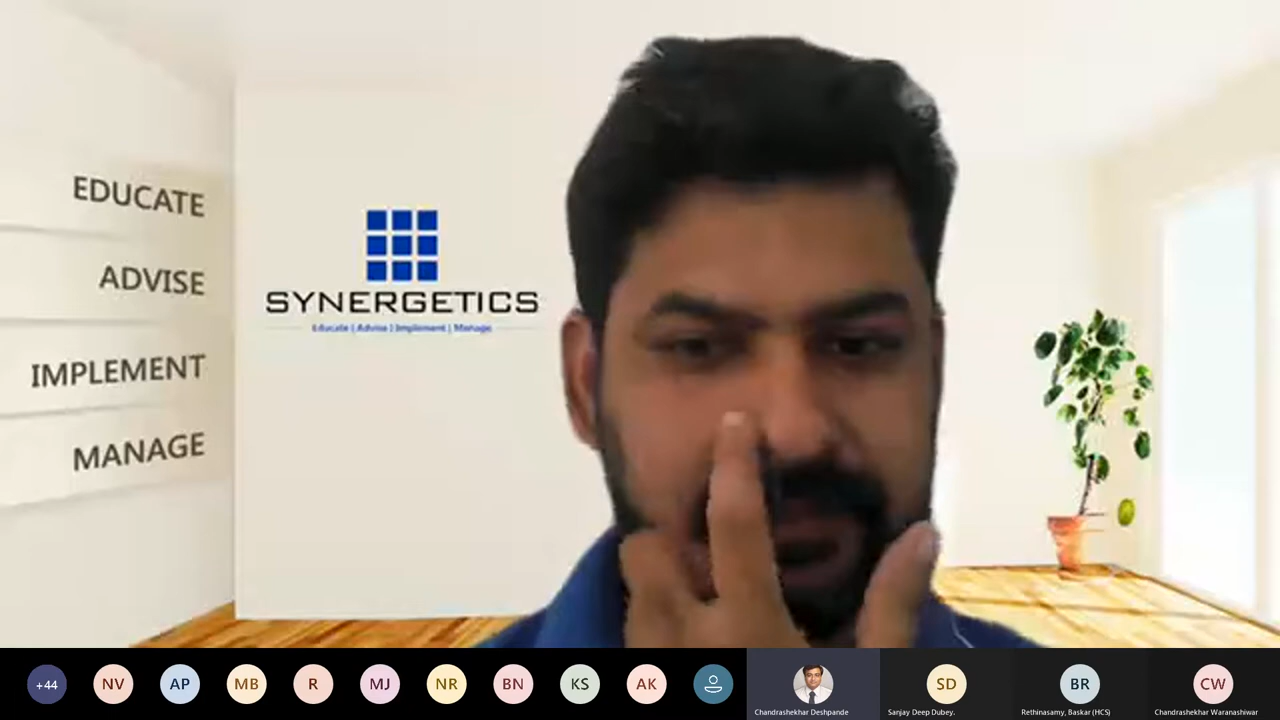 EDUCATE
ADVISE
IMPLEMENT
MANAGE
SYNERGETICS
Educate | Advise | Implement | Manage
+44
NV
AP
MB
R
MJ
NR
BN
KS
AK
SD
BR
CW
Chandrashekhar Deshpande
Sanjay Deep Dubey.
Rethinasamy, Baskar (HCS)
Chandrashekhar Waranashiwar